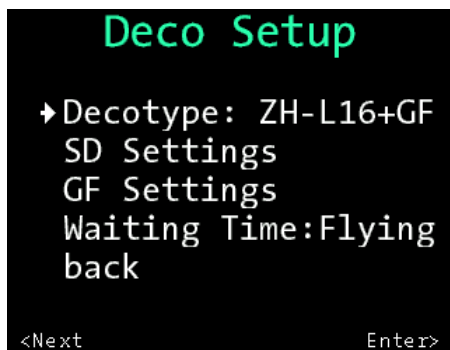 Deco Setup
Decotype: ZH-L16+GF
SD Settings
GF Settings
Waiting Time:Flying
back
<Next Enter>